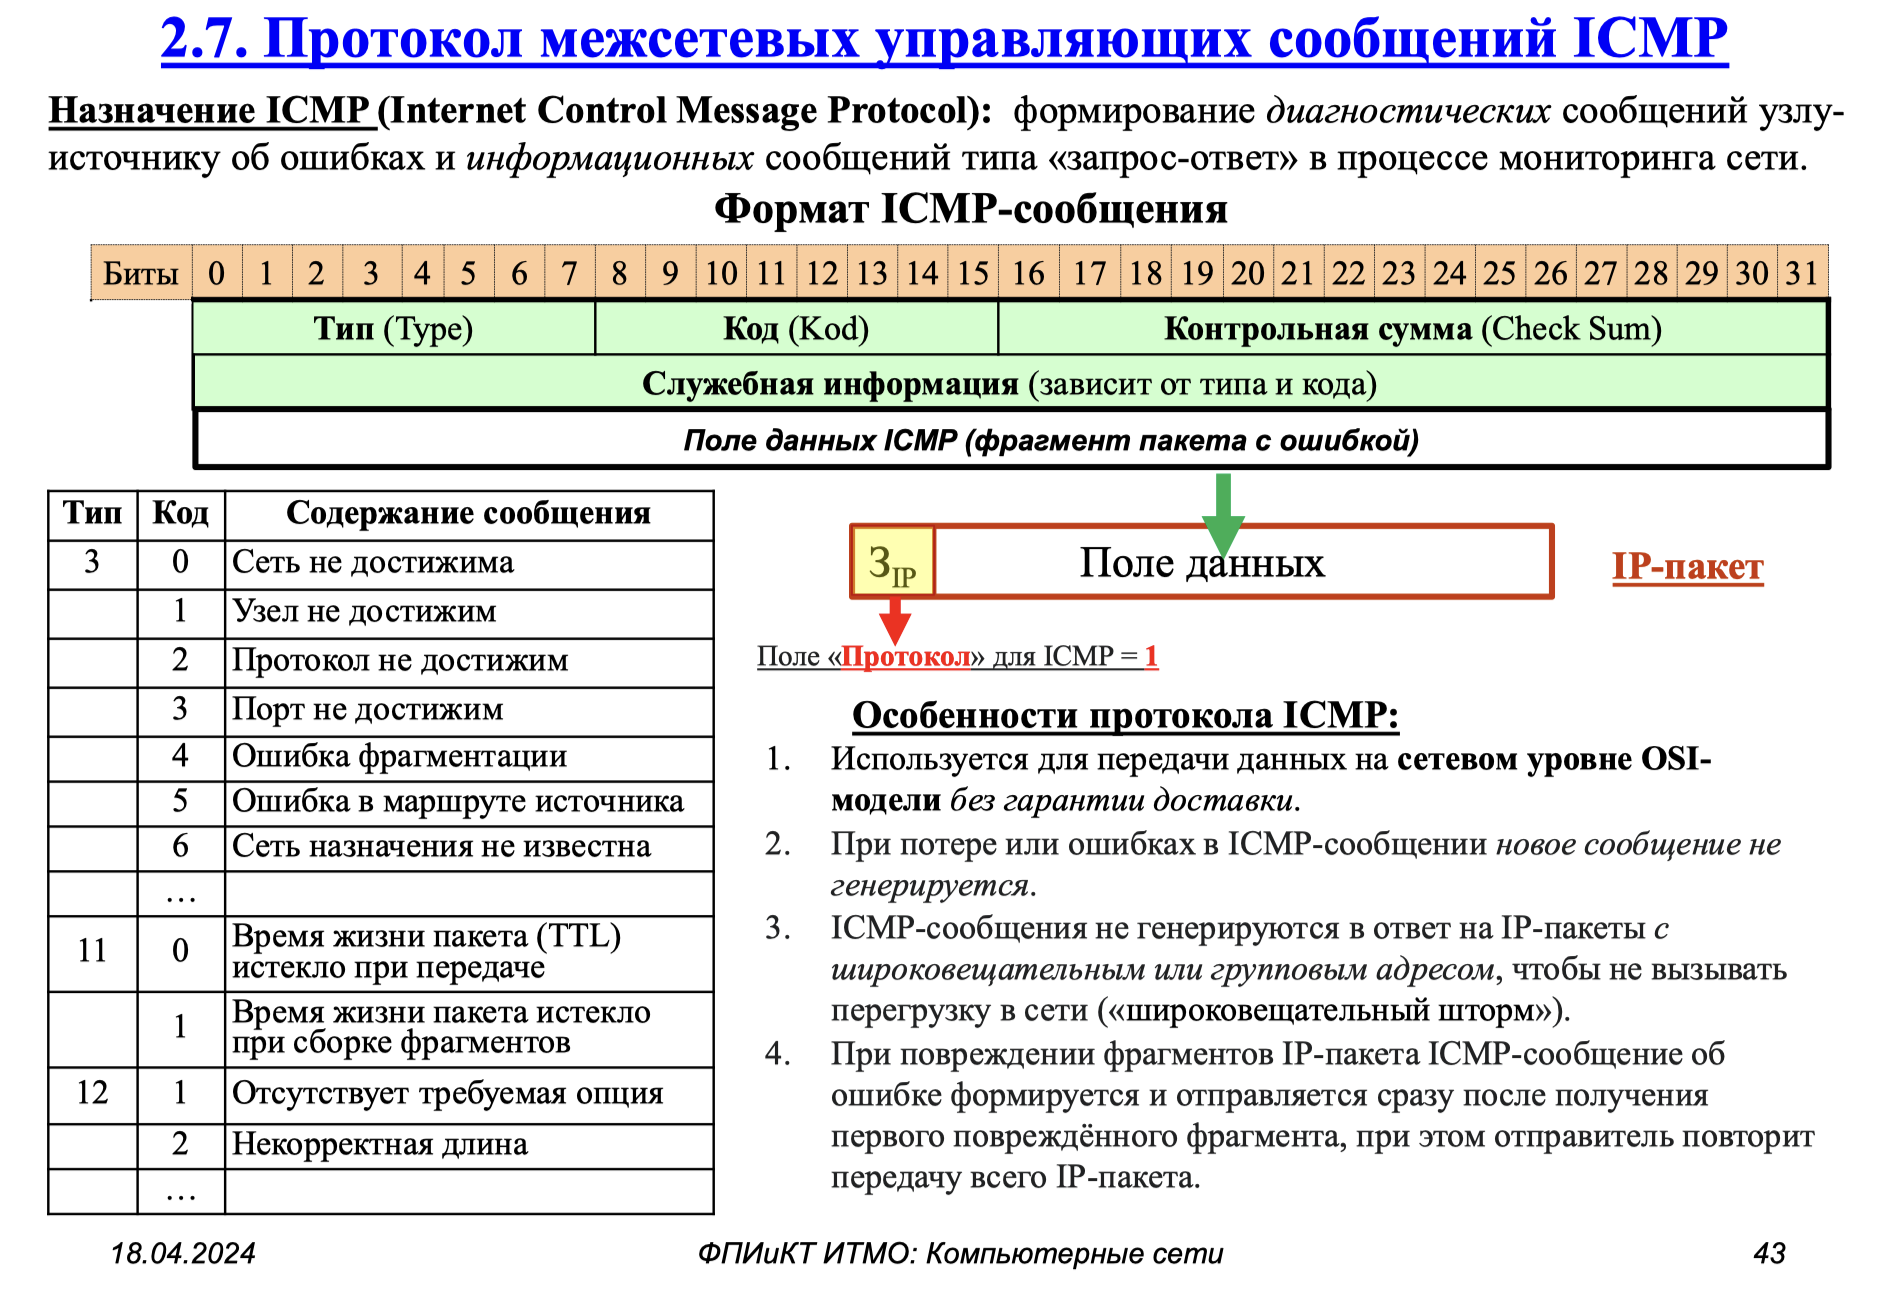 2.7. Протокол межсетевых управляющих сообщений ICMP
Назначение ICMP (Internet Control Message Protocol): формирование диагностических сообщений узлу-
источнику об ошибках и информационных сообщений типа «запрос-ответ» в процессе мониторинга сети.
Формат ICMP-сообщения
Биты 0 1 2 3 4 5 6 7 8 9 10 11 12 13 14 15 16 17 18 19 20 21 22 23 24 25 26 27 28 29 30 31
Тип (Type) Код (Kod) Контрольная сумма (Check Sum)
Служебная информация (зависит от типа и кода)
Поле данных ICMP (фрагмент пакета с ошибкой)
Тип Код Содержание сообщения
3 0 Сеть не достижима
1 Узел не достижим
2 Протокол не достижим
3 Порт не достижим
4 Ошибка фрагментации
5 Ошибка в маршруте источника
6 Сеть назначения не известна
…
11 0 Время жизни пакета (TTL)
истекло при передаче
1 Время жизни пакета истекло
при сборке фрагментов
12 1 Отсутствует требуемая опция
2 Некорректная длина
…
ЗIP Поле данных IP-пакет
Поле «Протокол» для ICMP = 1
Особенности протокола ICMP:
1. Используется для передачи данных на сетевом уровне OSI-
модели без гарантии доставки.
2. При потере или ошибках в ICMP-сообщении новое сообщение не
генерируется.
3. ICMP-сообщения не генерируются в ответ на IP-пакеты с
широковещательным или групповым адресом, чтобы не вызывать
перегрузку в сети («широковещательный шторм»).
4. При повреждении фрагментов IP-пакета ICMP-сообщение об
ошибке формируется и отправляется сразу после получения
первого повреждённого фрагмента, при этом отправитель повторит
передачу всего IP-пакета.
18.04.2024 ФПИиКТ ИТМО: Компьютерные сети 43